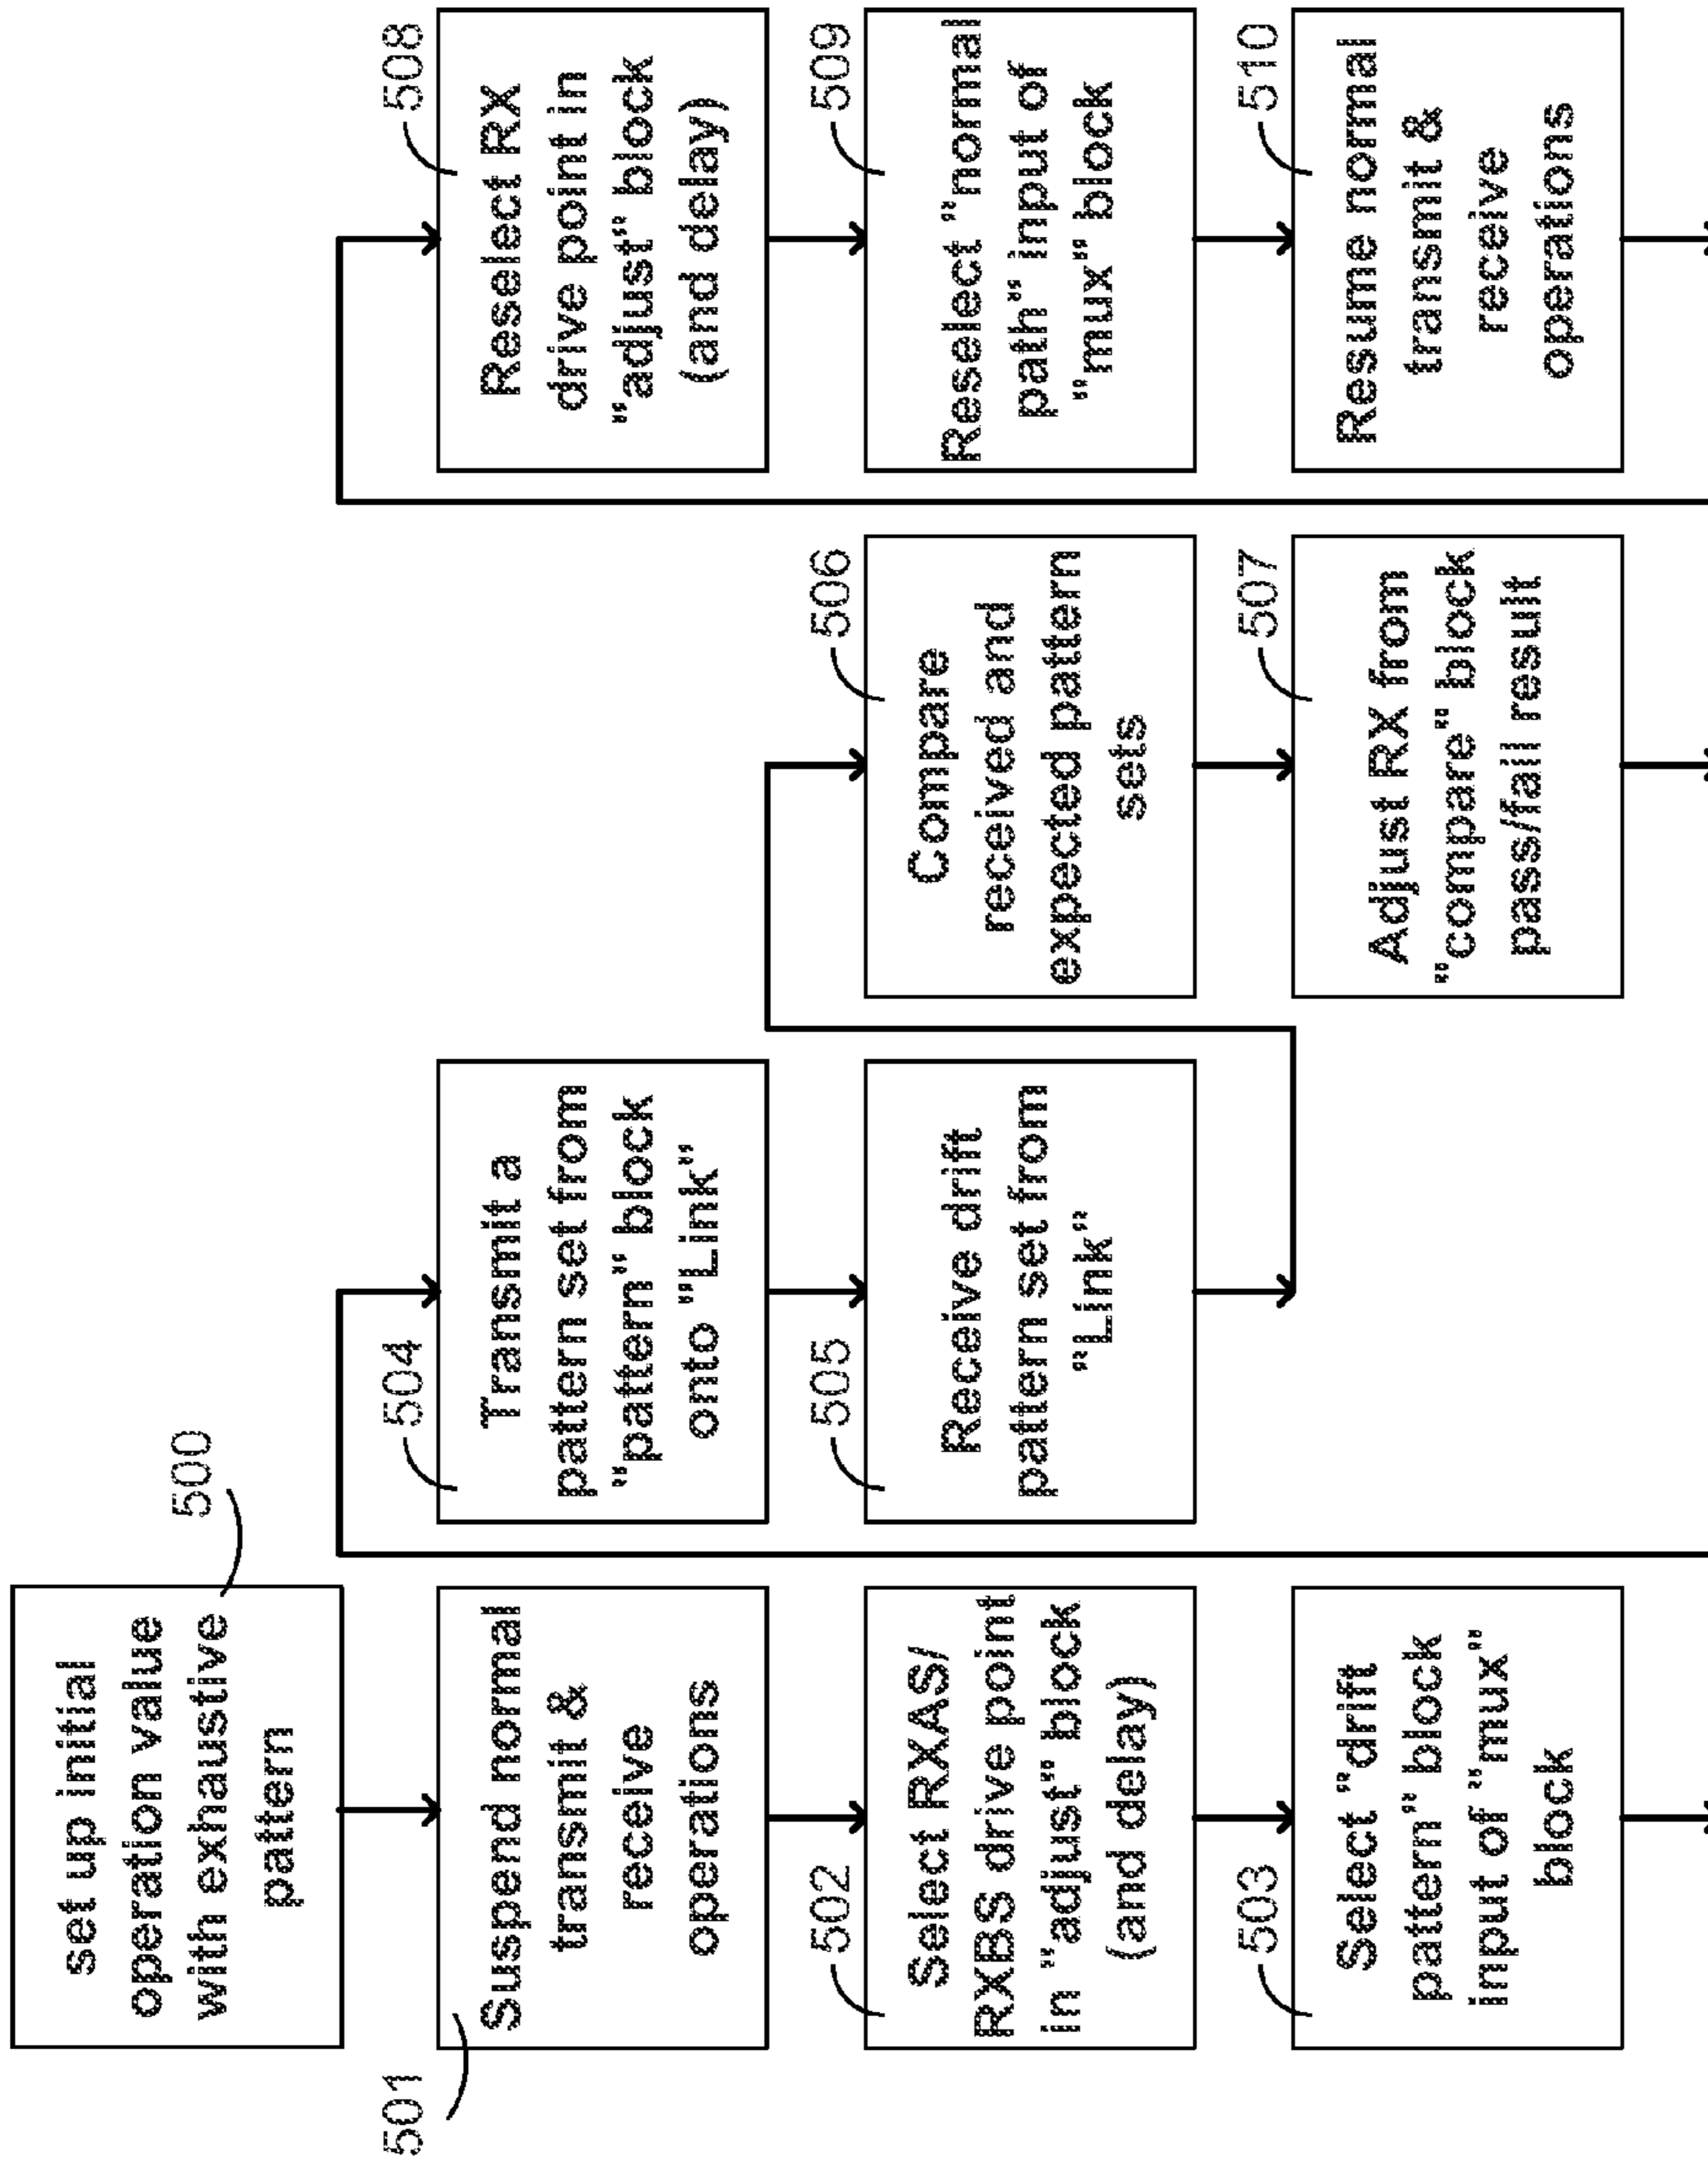 500
set up initial
operation value
with exhaustive
pattern
501
Suspend normal
transmit &
receive
operations
502
Select RXAS/
RXBS drive point
in "adjust" block
(and delay)
503
Select "drift
pattern" block
input of "mux"
block
504
Transmit a
pattern set from
"pattern" block
onto "Link"
505
Receive drift
pattern set from
"Link"
506
Compare
received and
expected pattern
sets
507
Adjust RX from
"compare" block
pass/fail result
508
Reselect RX
drive point in
"adjust" block
(and delay)
509
Reselect "normal
path" input of
"mux" block
510
Resume normal
transmit &
receive
operations